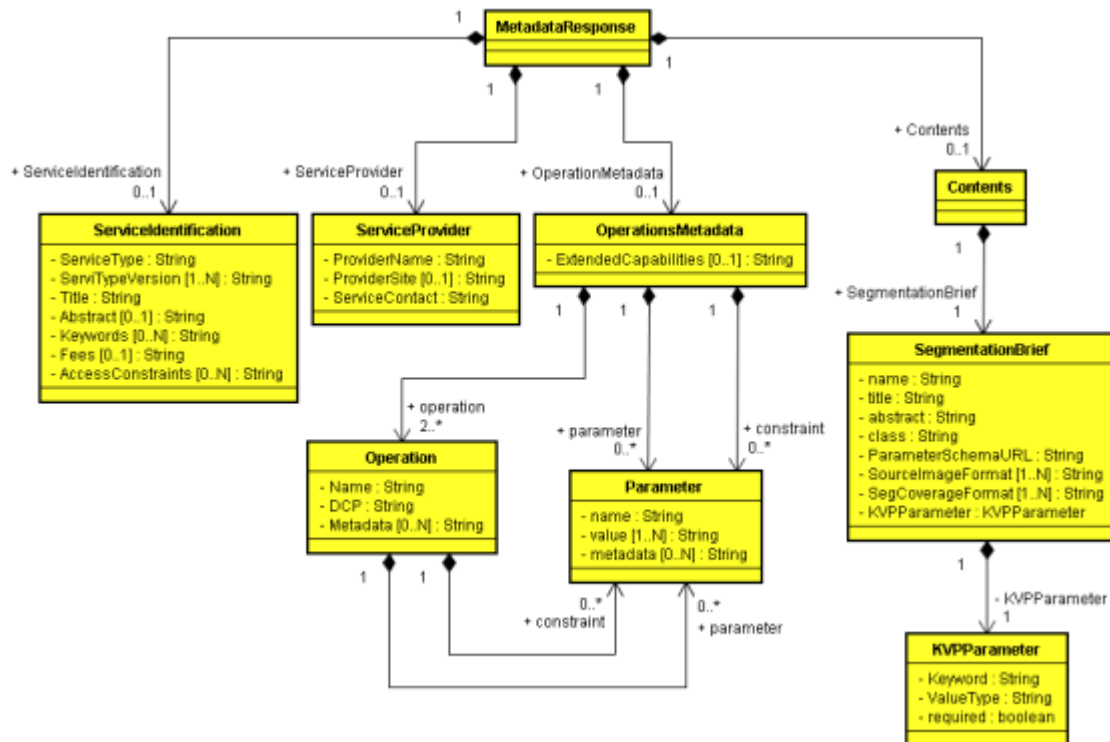 MetadataResponse
1
1
1
1
1
+ ServiceIdentification
0..1
+ ServiceProvider
0..1
+ OperationMetadata
0..1
+ Contents
0..1
ServiceIdentification
- ServiceType : String
- ServiTypeVersion [1..N] : String
- Title : String
- Abstract [0..1] : String
- Keywords [0..N] : String
- Fees [0..1] : String
- AccessConstraints [0..N] : String
ServiceProvider
- ProviderName : String
- ProviderSite [0..1] : String
- ServiceContact : String
OperationsMetadata
- ExtendedCapabilities [0..1] : String
1
1
1
Contents
+ SegmentationBrief
1
SegmentationBrief
- name : String
- title : String
- abstract : String
- class : String
- ParameterSchemaURL : String
- SourceImageFormat [1..N] : String
- SegCoverageFormat [1..N] : String
- KVPParameter : KVPParameter
+ operation
2..*
+ parameter
0..*
+ constraint
0..*
Operation
- Name : String
- DCP : String
- Metadata [0..N] : String
1
1
Parameter
- name : String
- value [1..N] : String
- metadata [0..N] : String
0..*
+ constraint
0..*
+ parameter
1
- KVPParameter
1
KVPParameter
- Keyword : String
- ValueType : String
- required : boolean